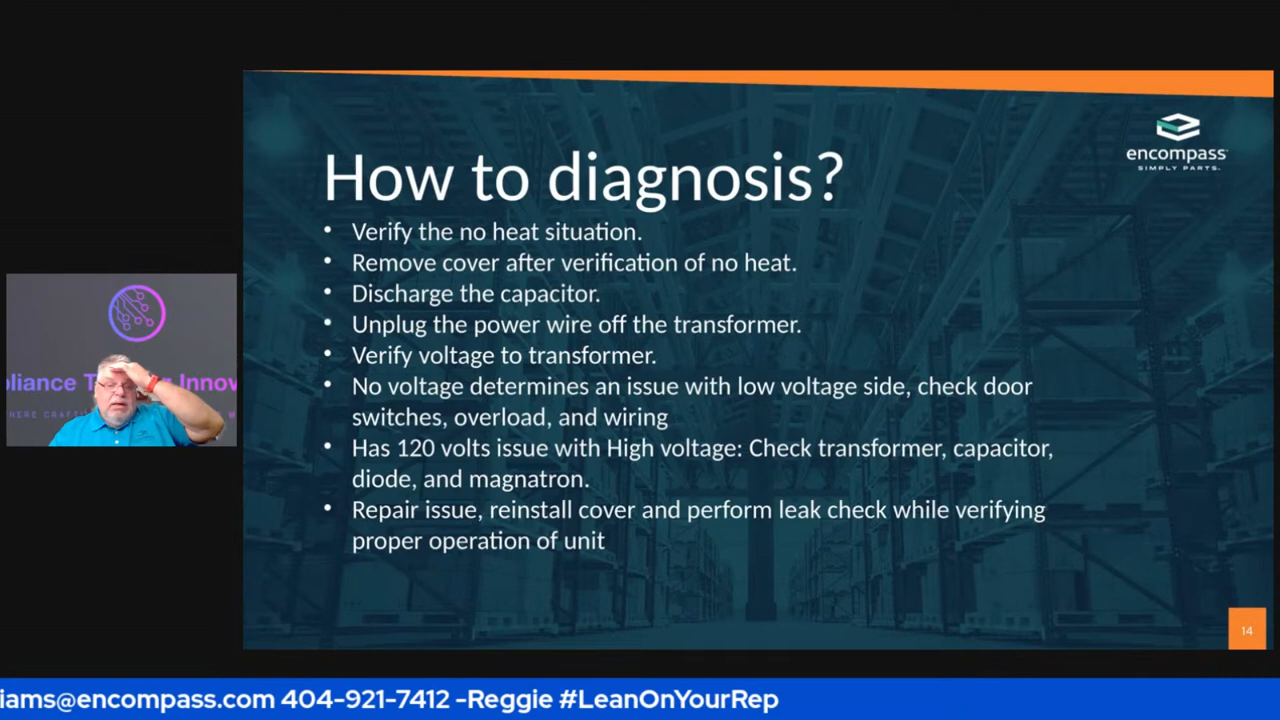 encompass
SIMPLY PARTS.
How to diagnosis?
• Verify the no heat situation.
• Remove cover after verification of no heat.
• Discharge the capacitor.
• Unplug the power wire off the transformer.
• Verify voltage to transformer.
• No voltage determines an issue with low voltage side, check door
switches, overload, and wiring
• Has 120 volts issue with High voltage: Check transformer, capacitor,
diode, and magnatron.
• Repair issue, reinstall cover and perform leak check while verifying
proper operation of unit
14
pliance T Innov
HERE CRAFT
iams@encompass.com 404-921-7412 -Reggie #LeanOnYourRep